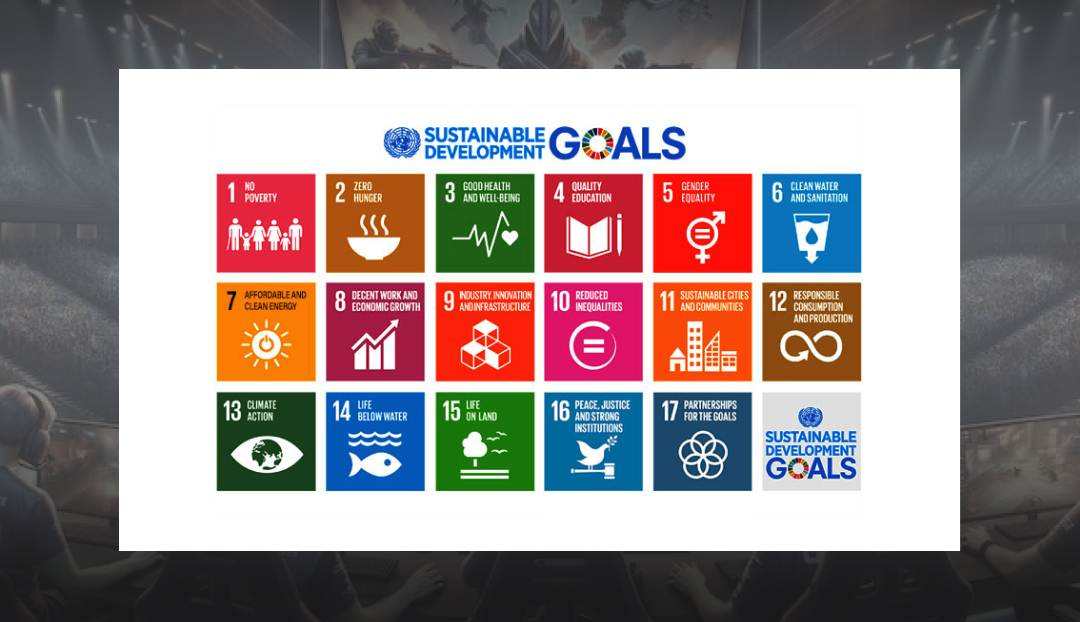 SUSTAINABLE
DEVELOPMENT
GOALS
1 NO
POVERTY
2 ZERO
HUNGER
3 GOOD HEALTH
AND WELL-BEING
4 QUALITY
EDUCATION
5 GENDER
EQUALITY
6 CLEAN WATER
AND SANITATION
7 AFFORDABLE AND
CLEAN ENERGY
8 DECENT WORK AND
ECONOMIC GROWTH
9 INDUSTRY, INNOVATION
AND INFRASTRUCTURE
10 REDUCED
INEQUALITIES
11 SUSTAINABLE CITIES
AND COMMUNITIES
12 RESPONSIBLE
CONSUMPTION
AND PRODUCTION
13 CLIMATE
ACTION
14 LIFE
BELOW WATER
15 LIFE
ON LAND
16 PEACE, JUSTICE
AND STRONG
INSTITUTIONS
17 PARTNERSHIPS
FOR THE GOALS
SUSTAINABLE
DEVELOPMENT
GOALS